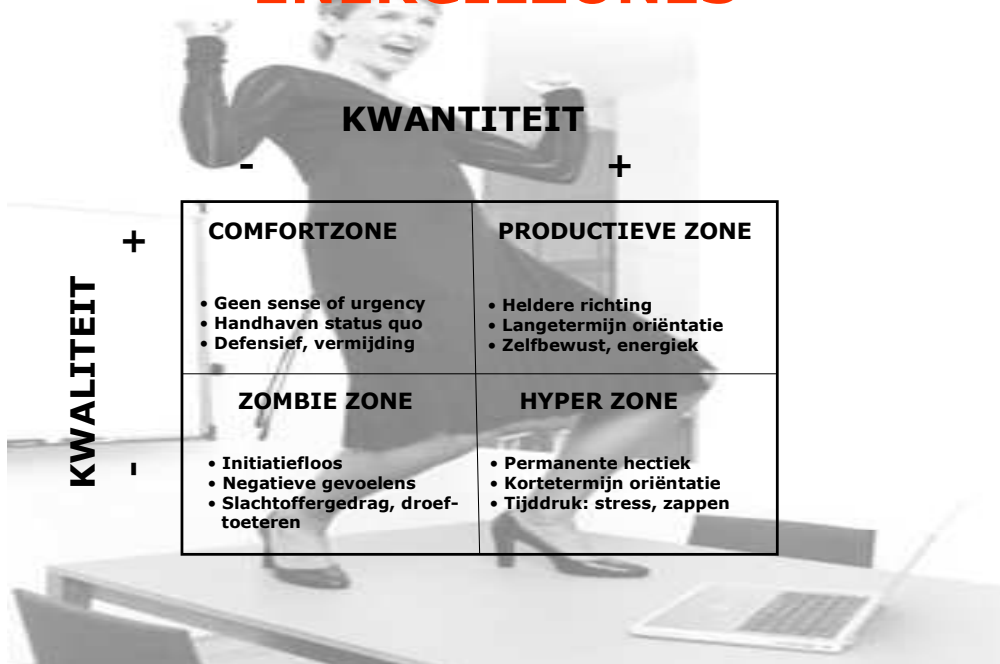 ENERGIEZONES
KWANTITEIT
- +
KWALITEIT
+
-
COMFORTZONE
• Geen sense of urgency
• Handhaven status quo
• Defensief, vermijding
PRODUCTIEVE ZONE
• Heldere richting
• Langetermijn oriëntatie
• Zelfbewust, energiek
ZOMBIE ZONE
• Initiatiefloos
• Negatieve gevoelens
• Slachtoffergedrag, droef-
toeteren
HYPER ZONE
• Permanente hectiek
• Kortetermijn oriëntatie
• Tijddruk: stress, zappen